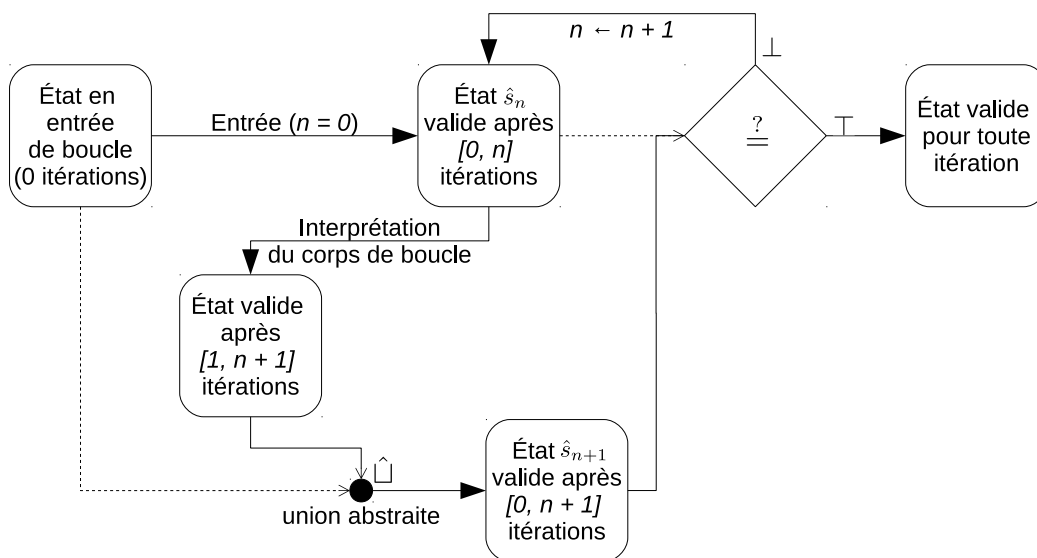 n ← n + 1
⊥
État en
entrée
de boucle
(0 itérations)
Entrée (n = 0)
État ŝₙ
valide après
[0, n]
itérations
≟
⊤
État valide
pour toute
itération
Interprétation
du corps de boucle
État valide
après
[1, n + 1]
itérations
⊔̂
union abstraite
État ŝₙ₊₁
valide après
[0, n + 1]
itérations